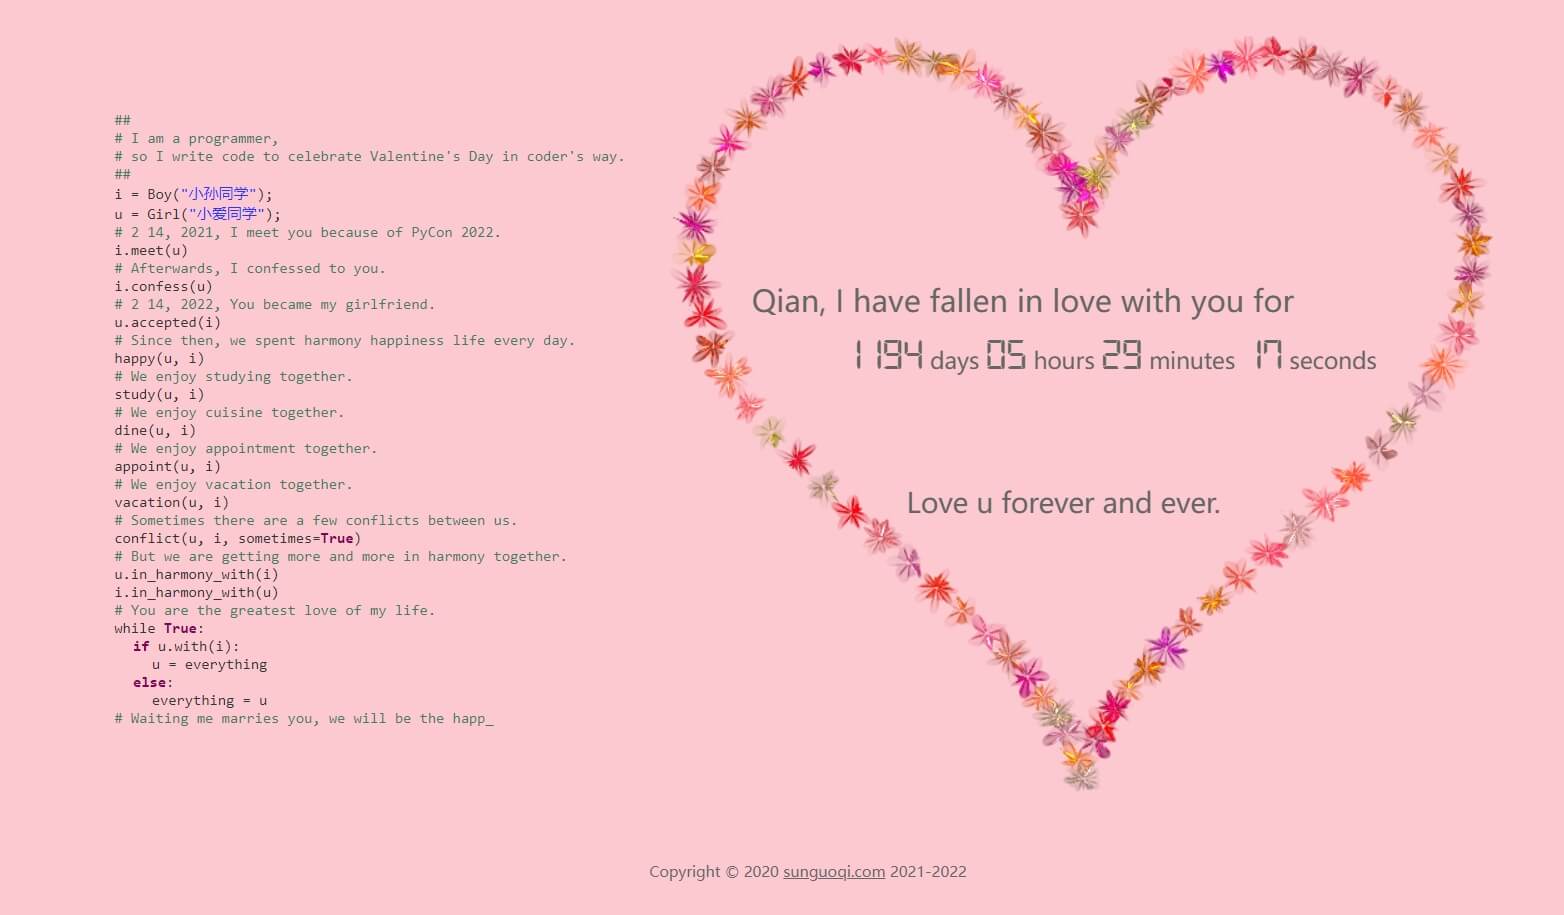 ##
# I am a programmer,
# so I write code to celebrate Valentine's Day in coder's way.
##
i = Boy("小孙同学");
u = Girl("小爱同学");
# 2 14, 2021, I meet you because of PyCon 2022.
i.meet(u)
# Afterwards, I confessed to you.
i.confess(u)
# 2 14, 2022, You became my girlfriend.
u.accepted(i)
# Since then, we spent harmony happiness life every day.
happy(u, i)
# We enjoy studying together.
study(u, i)
# We enjoy cuisine together.
dine(u, i)
# We enjoy appointment together.
appoint(u, i)
# We enjoy vacation together.
vacation(u, i)
# Sometimes there are a few conflicts between us.
conflict(u, i, sometimes=True)
# But we are getting more and more in harmony together.
u.in_harmony_with(i)
i.in_harmony_with(u)
# You are the greatest love of my life.
while True:
  if u.with(i):
    u = everything
  else:
    everything = u
# Waiting me marries you, we will be the happ_
Qian, I have fallen in love with you for
1194 days 05 hours 29 minutes 17 seconds
Love u forever and ever.
Copyright © 2020 sunguoqi.com 2021-2022